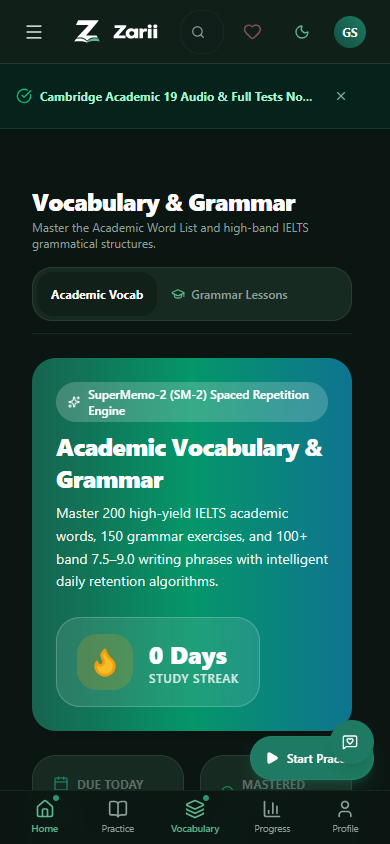 Zarii
GS
Cambridge Academic 19 Audio & Full Tests No...
Vocabulary & Grammar
Master the Academic Word List and high-band IELTS
grammatical structures.
Academic Vocab
Grammar Lessons
SuperMemo-2 (SM-2) Spaced Repetition
Engine
Academic Vocabulary &
Grammar
Master 200 high-yield IELTS academic
words, 150 grammar exercises, and 100+
band 7.5–9.0 writing phrases with intelligent
daily retention algorithms.
0 Days
STUDY STREAK
Start
DUE TODAY
MASTERED
Home
Practice
Vocabulary
Progress
Profile